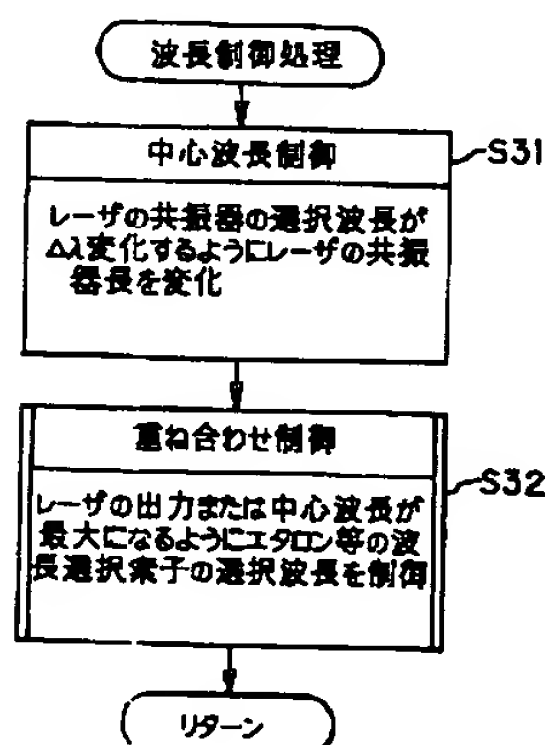 波長制御処理
中心波長制御
S31
レーザの共振器の選択波長が
Δλ変化するようにレーザの共振
器長を変化
重ね合わせ制御
S32
レーザの出力または中心波長が
最大になるようにエタロン等の波
長選択素子の選択波長を制御
リターン